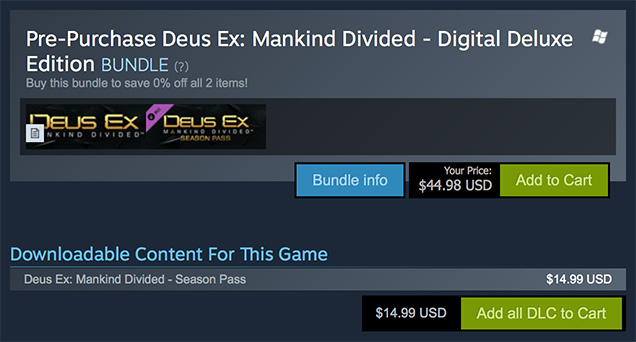 Pre-Purchase Deus Ex: Mankind Divided - Digital Deluxe
Edition BUNDLE (?)
Buy this bundle to save 0% off all 2 items!
DEUS EX
MANKIND DIVIDED™
DLC
DEUS EX
MANKIND DIVIDED™
SEASON PASS
Bundle info
Your Price:
$44.98 USD
Add to Cart
Downloadable Content For This Game
Deus Ex: Mankind Divided - Season Pass
$14.99 USD
$14.99 USD
Add all DLC to Cart